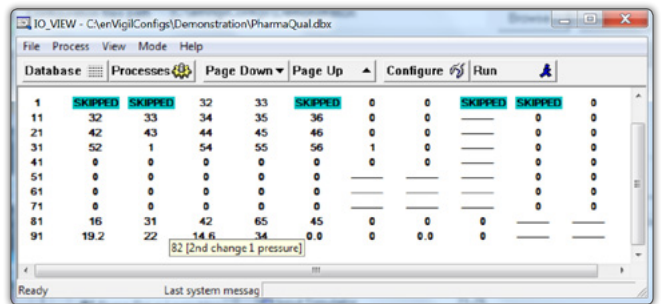 IO_VIEW - C:\enVigilConfigs\Demonstration\PharmaQual.dbx
File Process View Mode Help
Database Processes Page Down Page Up Configure Run
1 SKIPPED SKIPPED 32 33 SKIPPED 0 0 SKIPPED SKIPPED 0
11 32 33 34 35 36 0 0 0 0
21 42 43 44 45 46 0 0 0 0
31 52 1 54 55 56 1 0 0 0
41 0 0 0 0 0 0 0 0 0
51 0 0 0 0 0 0 0
61 0 0 0 0 0 0 0
71 0 0 0 0 0 0 0
81 16 31 42 65 45 0 0 0
91 19.2 22 14.6 34 0.0 0 0.0 0
82 [2nd change 1 pressure]
Ready Last system messag